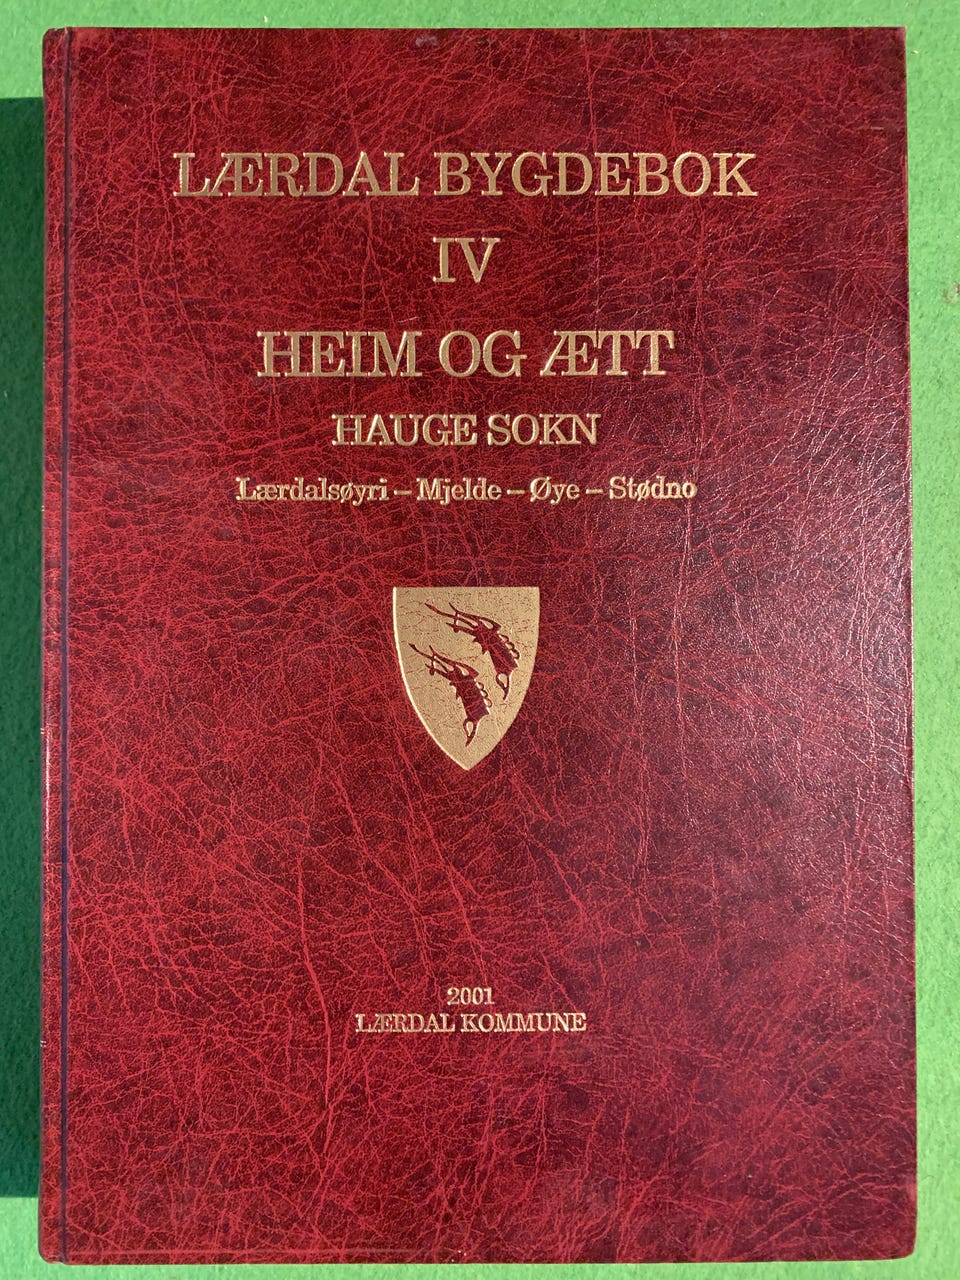 LÆRDAL BYGDEBOK
IV
HEIM OG ÆTT
HAUGE SOKN
Lærdalsøyri – Mjelde – Øye – Stødno
2001
LÆRDAL KOMMUNE